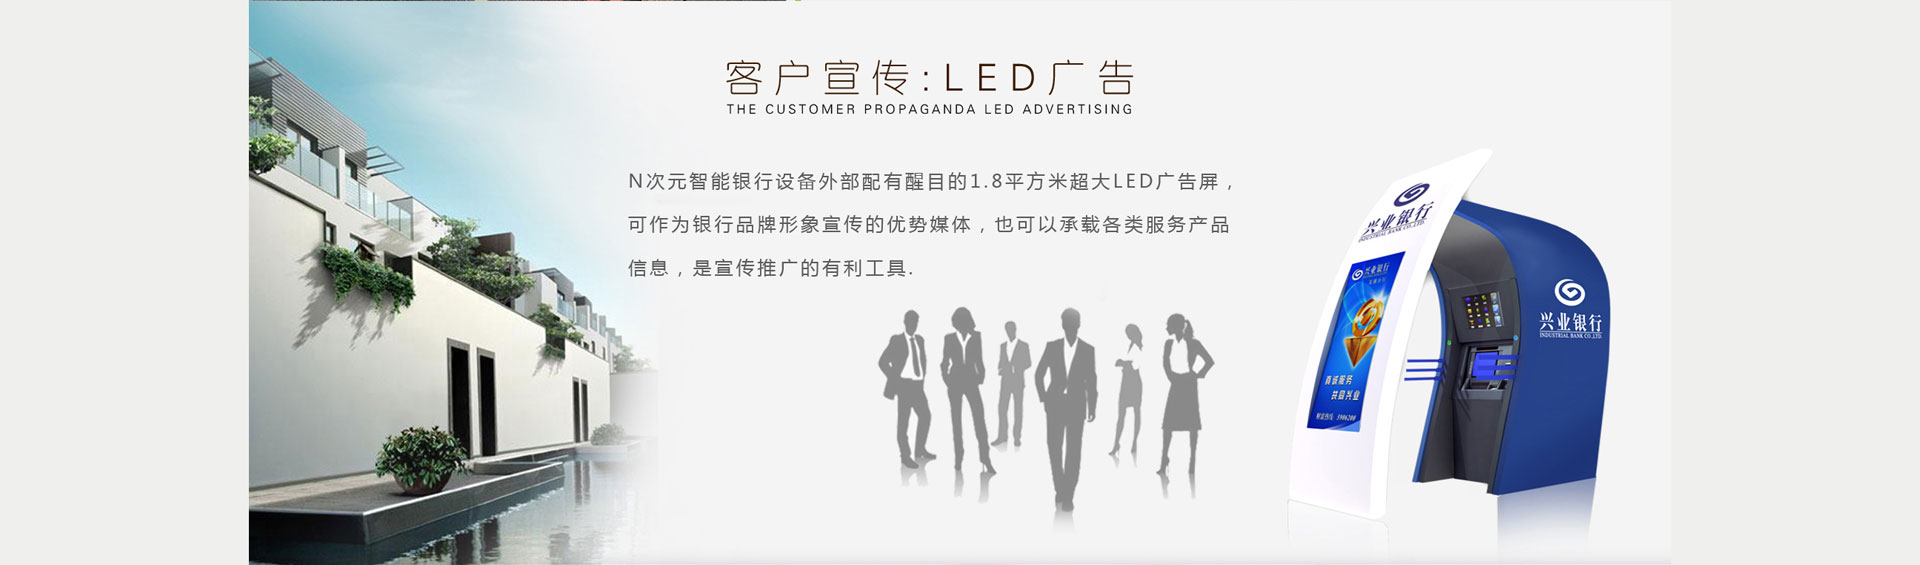 客户宣传:LED广告
THE CUSTOMER PROPAGANDA LED ADVERTISING
N次元智能银行设备外部配有醒目的1.8平方米超大LED广告屏，
可作为银行品牌形象宣传的优势媒体，也可以承载各类服务产品
信息，是宣传推广的有利工具.
兴业银行
INDUSTRIAL BANK CO.,LTD.
兴业银行
真诚服务
共同兴业
5906200
兴业银行
INDUSTRIAL BANK CO.,LTD.